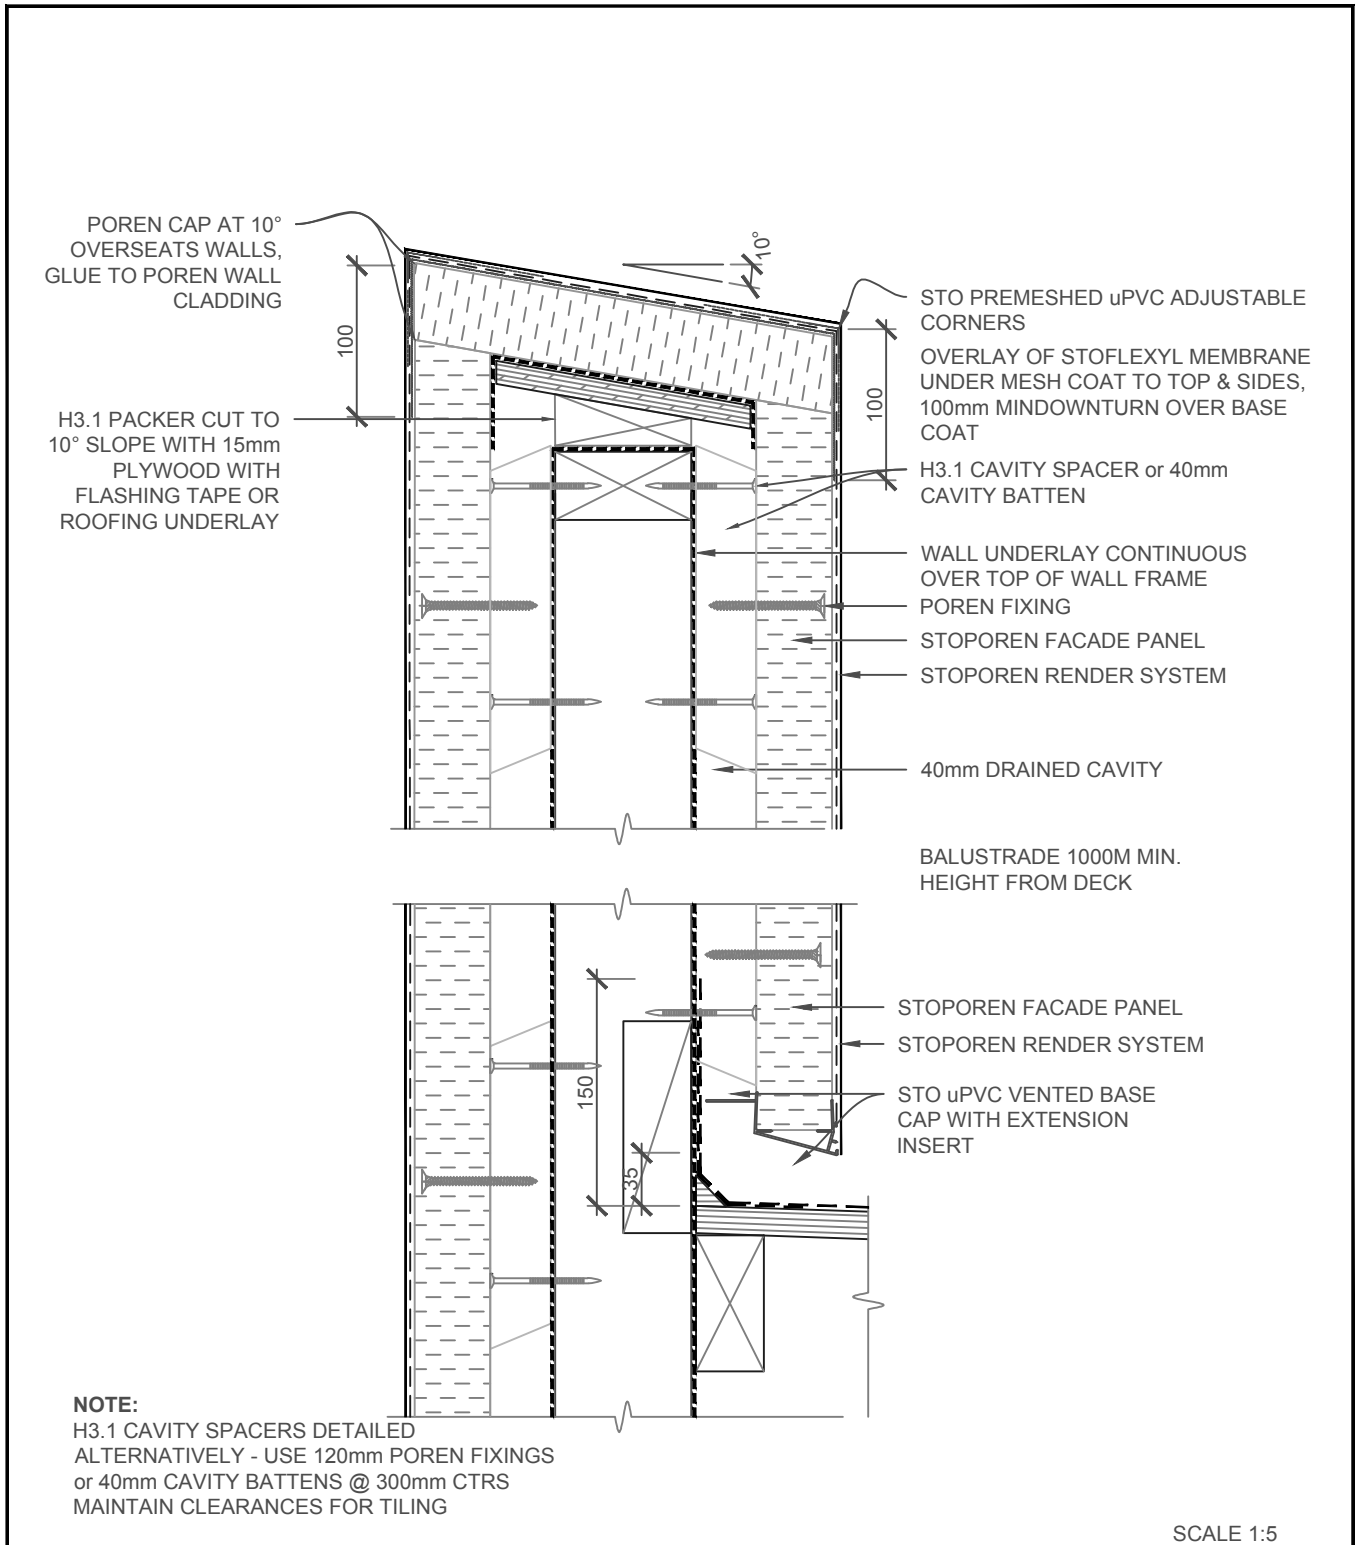 POREN CAP AT 10°
OVERSEATS WALLS,
GLUE TO POREN WALL
CLADDING
10°
100
STO PREMESHED uPVC ADJUSTABLE
CORNERS
OVERLAY OF STOFLEXYL MEMBRANE
UNDER MESH COAT TO TOP & SIDES,
100mm MINDOWNTURN OVER BASE
COAT
100
H3.1 PACKER CUT TO
10° SLOPE WITH 15mm
PLYWOOD WITH
FLASHING TAPE OR
ROOFING UNDERLAY
H3.1 CAVITY SPACER or 40mm
CAVITY BATTEN
WALL UNDERLAY CONTINUOUS
OVER TOP OF WALL FRAME
POREN FIXING
STOPOREN FACADE PANEL
STOPOREN RENDER SYSTEM
40mm DRAINED CAVITY
BALUSTRADE 1000M MIN.
HEIGHT FROM DECK
STOPOREN FACADE PANEL
STOPOREN RENDER SYSTEM
STO uPVC VENTED BASE
CAP WITH EXTENSION
INSERT
150
35
NOTE:
H3.1 CAVITY SPACERS DETAILED
ALTERNATIVELY - USE 120mm POREN FIXINGS
or 40mm CAVITY BATTENS @ 300mm CTRS
MAINTAIN CLEARANCES FOR TILING
SCALE 1:5